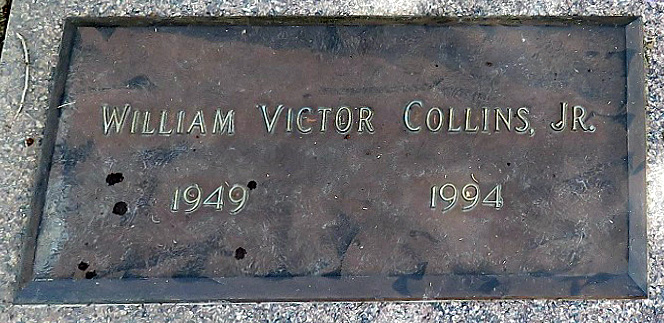 WILLIAM VICTOR COLLINS, JR.
1949 1994